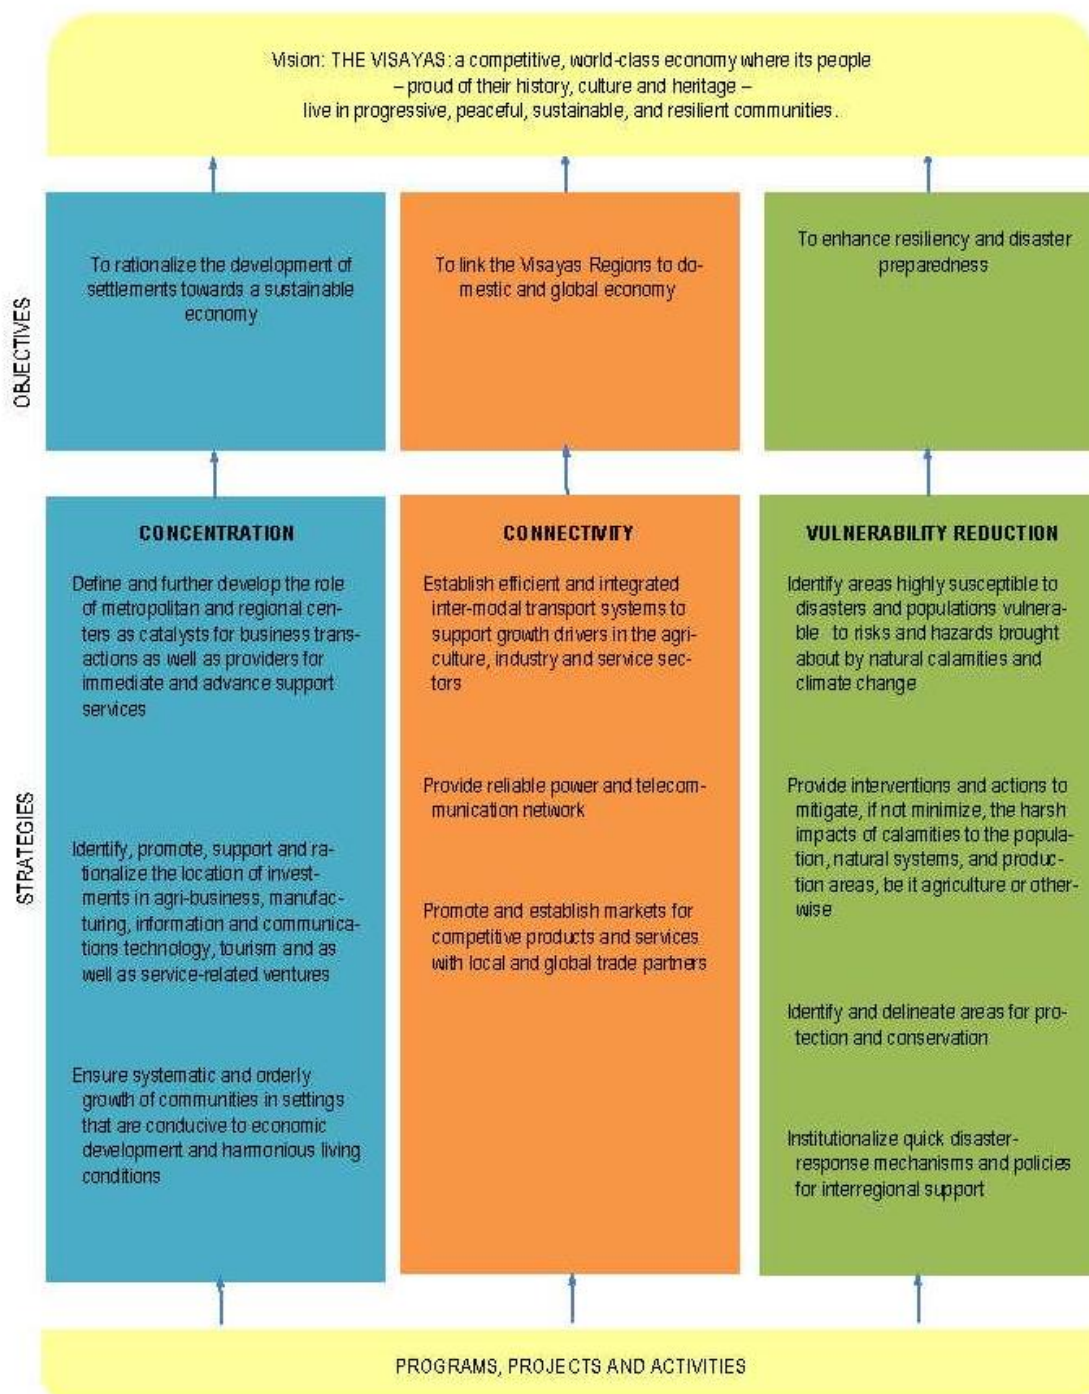 Vision: THE VISAYAS: a competitive, world-class economy where its people
– proud of their history, culture and heritage –
live in progressive, peaceful, sustainable, and resilient communities.
OBJECTIVES
To rationalize the development of
settlements towards a sustainable
economy
To link the Visayas Regions to do-
mestic and global economy
To enhance resiliency and disaster
preparedness
STRATEGIES
CONCENTRATION
Define and further develop the role
of metropolitan and regional cen-
ters as catalysts for business trans-
actions as well as providers for
immediate and advance support
services
Identify, promote, support and ra-
tionalize the location of invest-
ments in agri-business, manufac-
turing, information and communica-
tions technology, tourism and as
well as service-related ventures
Ensure systematic and orderly
growth of communities in settings
that are conducive to economic
development and harmonious living
conditions
CONNECTIVITY
Establish efficient and integrated
inter-modal transport systems to
support growth drivers in the agri-
culture, industry and service sec-
tors
Provide reliable power and telecom-
munication network
Promote and establish markets for
competitive products and services
with local and global trade partners
VULNERABILITY REDUCTION
Identify areas highly susceptible to
disasters and populations vulnera-
ble to risks and hazards brought
about by natural calamities and
climate change
Provide interventions and actions to
mitigate, if not minimize, the harsh
impacts of calamities to the popula-
tion, natural systems, and produc-
tion areas, be it agriculture or other-
wise
Identify and delineate areas for pro-
tection and conservation
Institutionalize quick disaster-
response mechanisms and policies
for interregional support
PROGRAMS, PROJECTS AND ACTIVITIES